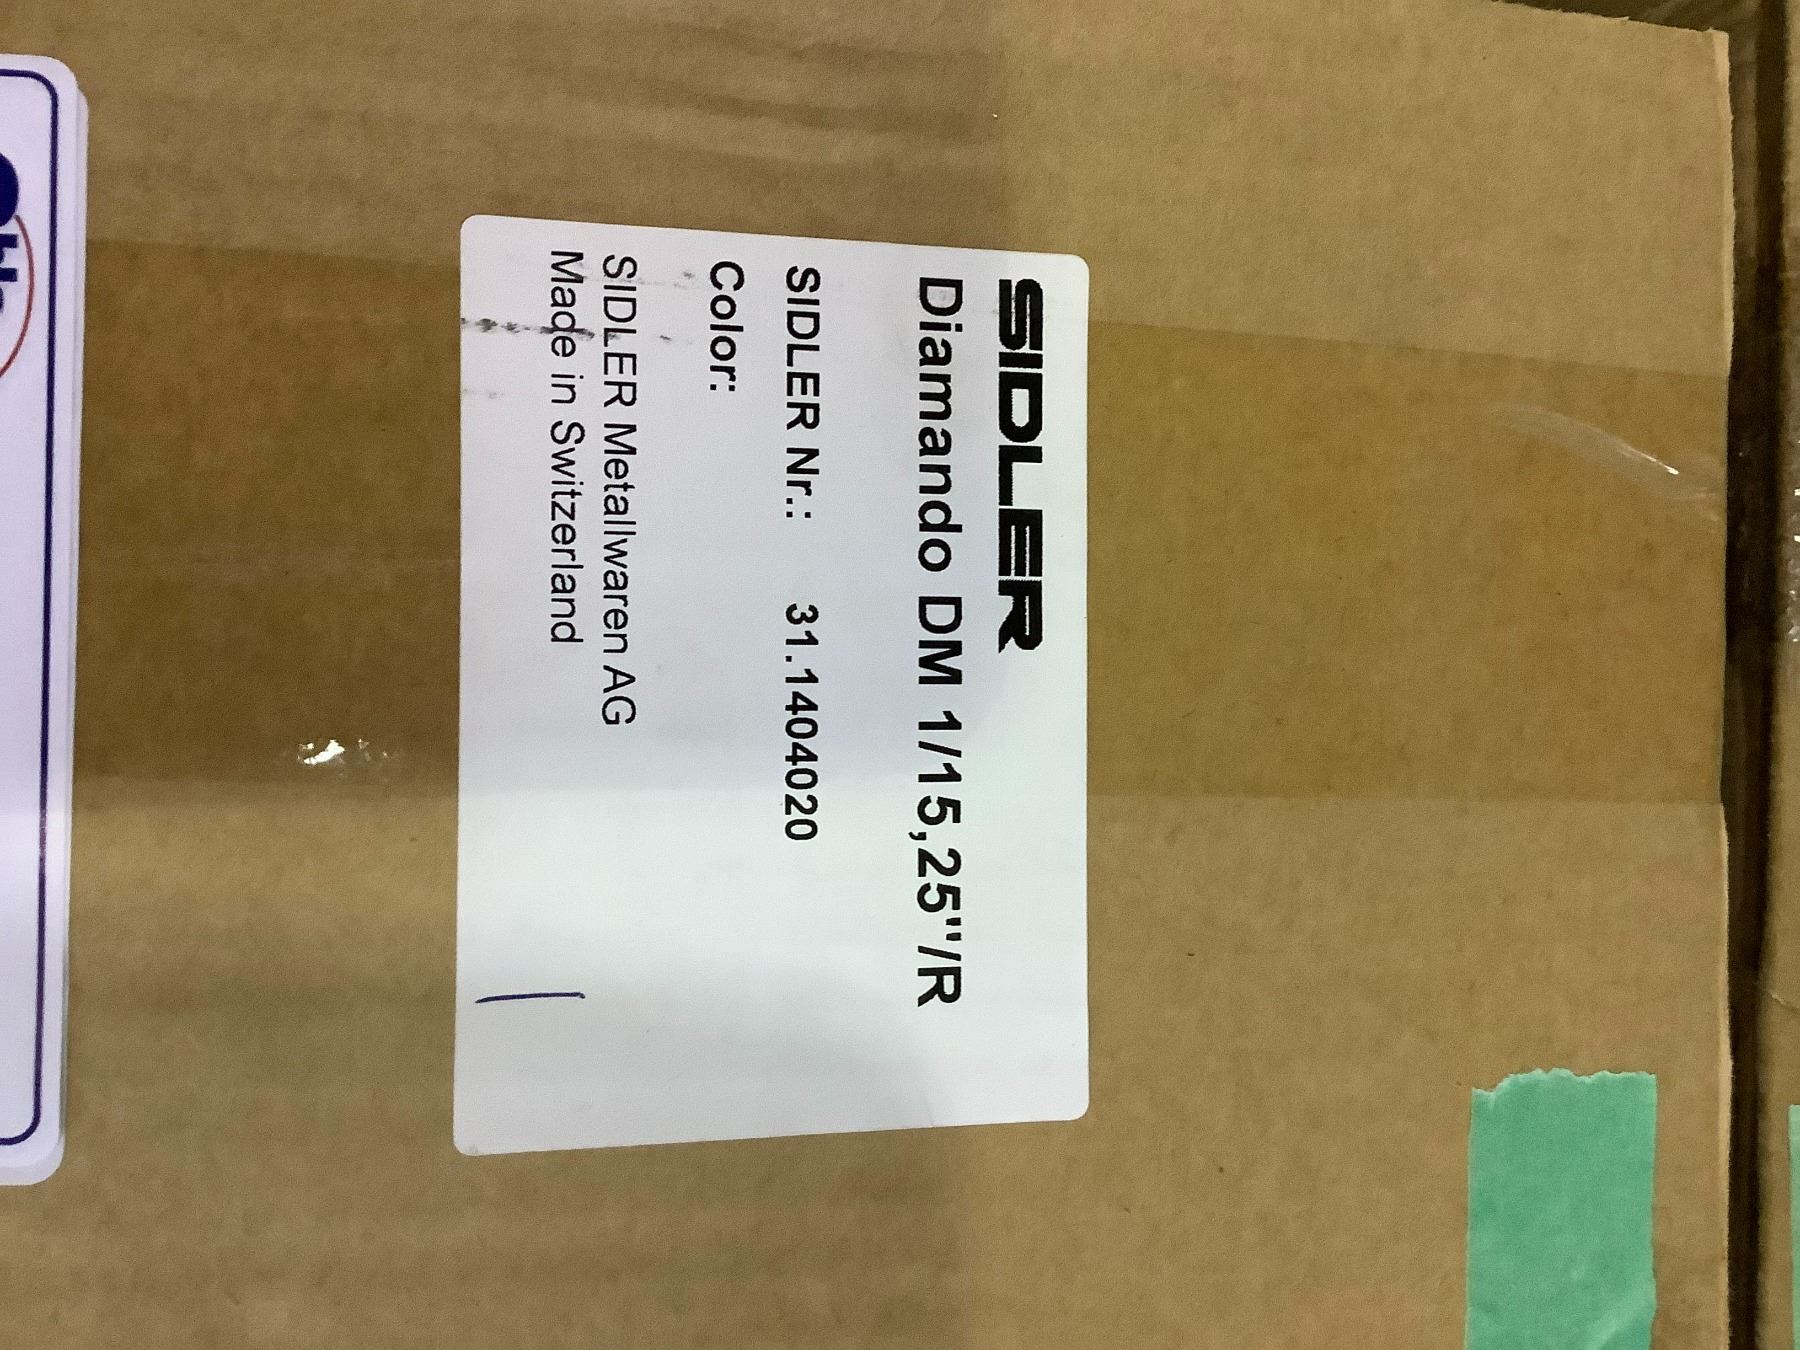 SIDLER
Diamando DM 1/15,25"/R
SIDLER Nr.: 31.1404020
Color:
SIDLER Metallwaren AG
Made in Switzerland